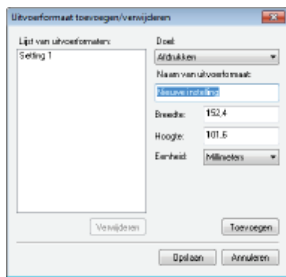 Uitvoerformaat toevoegen/verwijderen
Lijst van uitvoerformaten:
Setting 1
Doel:
Afdrukken
Naam van uitvoerformaat:
Nieuwe instelling
Breedte: 152,4
Hoogte: 101,6
Eenheid: Millimeters
Verwijderen
Toevoegen
Opslaan
Annuleren